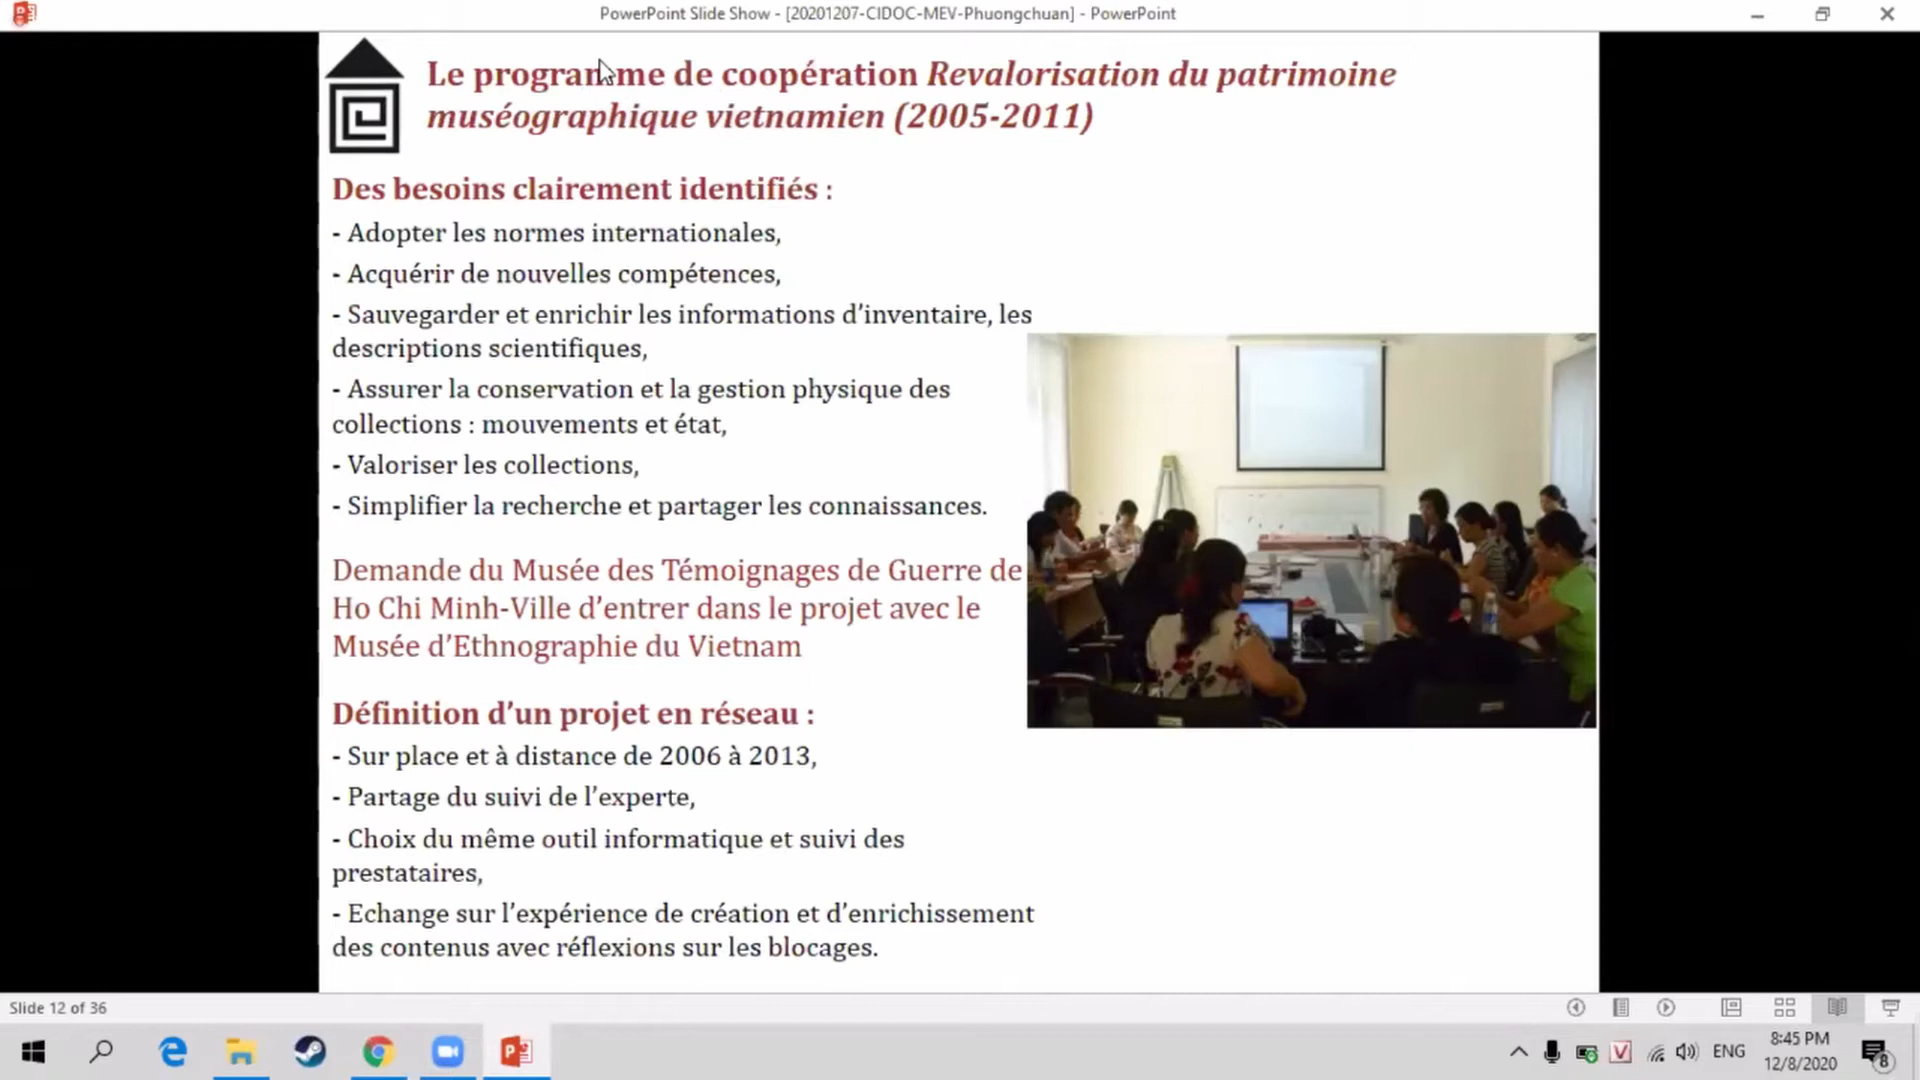 PowerPoint Slide Show - [20201207-CIDOC-MEV-Phuongchuan] - PowerPoint
Le programme de coopération Revalorisation du patrimoine
muséographique vietnamien (2005-2011)
Des besoins clairement identifiés :
- Adopter les normes internationales,
- Acquérir de nouvelles compétences,
- Sauvegarder et enrichir les informations d’inventaire, les
descriptions scientifiques,
- Assurer la conservation et la gestion physique des
collections : mouvements et état,
- Valoriser les collections,
- Simplifier la recherche et partager les connaissances.
Demande du Musée des Témoignages de Guerre de
Ho Chi Minh-Ville d’entrer dans le projet avec le
Musée d’Ethnographie du Vietnam
Définition d’un projet en réseau :
- Sur place et à distance de 2006 à 2013,
- Partage du suivi de l’experte,
- Choix du même outil informatique et suivi des
prestataires,
- Echange sur l’expérience de création et d’enrichissement
des contenus avec réflexions sur les blocages.
Slide 12 of 36
ENG
8:45 PM
12/8/2020
8